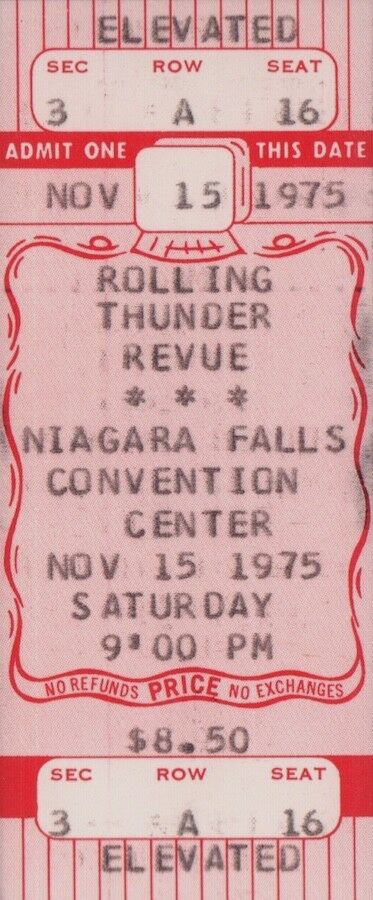 ELEVATED
SEC ROW SEAT
3 A 16
ADMIT ONE THIS DATE
NOV 15 1975
ROLLING
THUNDER
REVUE
* * *
NIAGARA FALLS
CONVENTION
CENTER
NOV 15 1975
SATURDAY
9:00 PM
NO REFUNDS PRICE NO EXCHANGES
$8.50
SEC ROW SEAT
3 A 16
ELEVATED